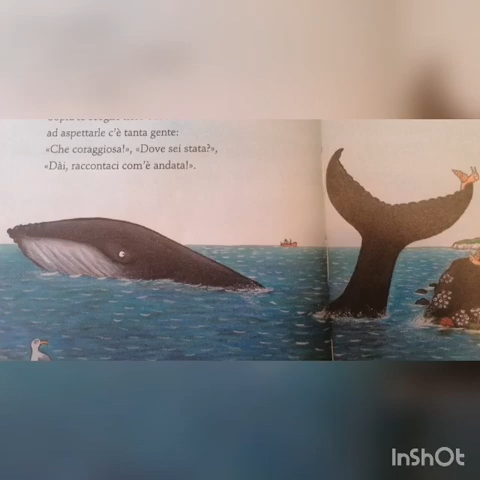 ad aspettarle c'è tanta gente:
«Che coraggiosa!», «Dove sei stata?»,
«Dài, raccontaci com'è andata!».
InShOt